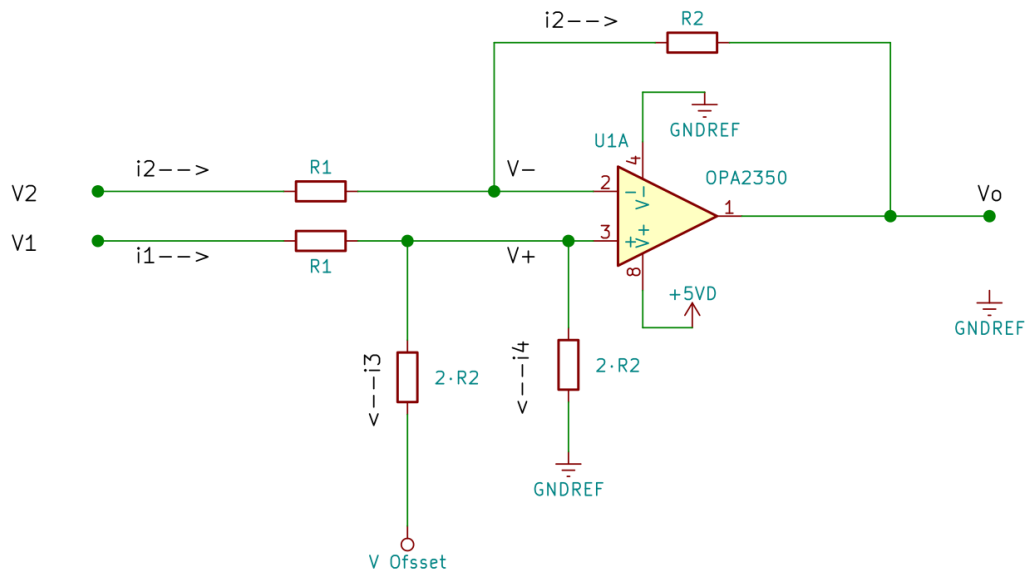 i2-->
R2
GNDREF
U1A
4
i2-->
R1
V-
OPA2350
V2
2
V-
Vo
1
V1
R1
3
V+
i1-->
V+
8
+5VD
GNDREF
<--i3
2·R2
<--i4
2·R2
GNDREF
V Ofsset